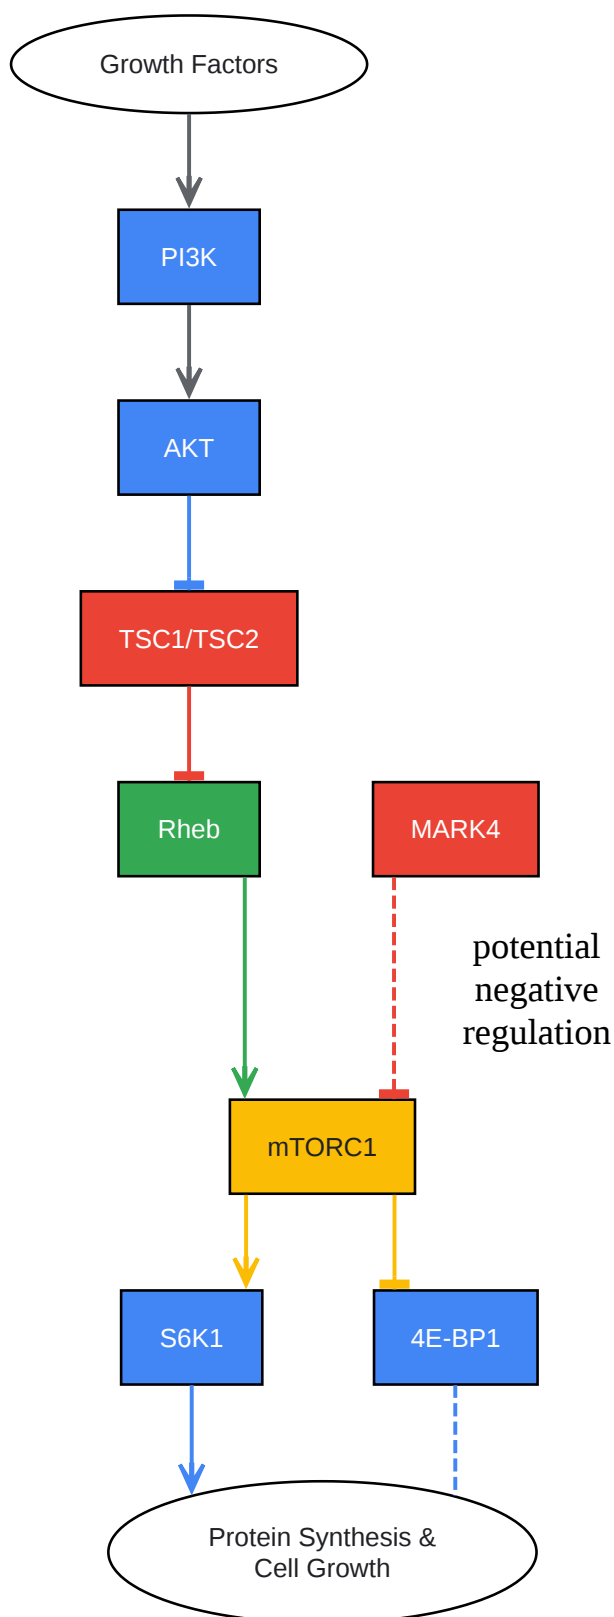 Growth Factors
PI3K
AKT
TSC1/TSC2
Rheb
MARK4
potential
negative
regulation
mTORC1
S6K1
4E-BP1
Protein Synthesis &
Cell Growth